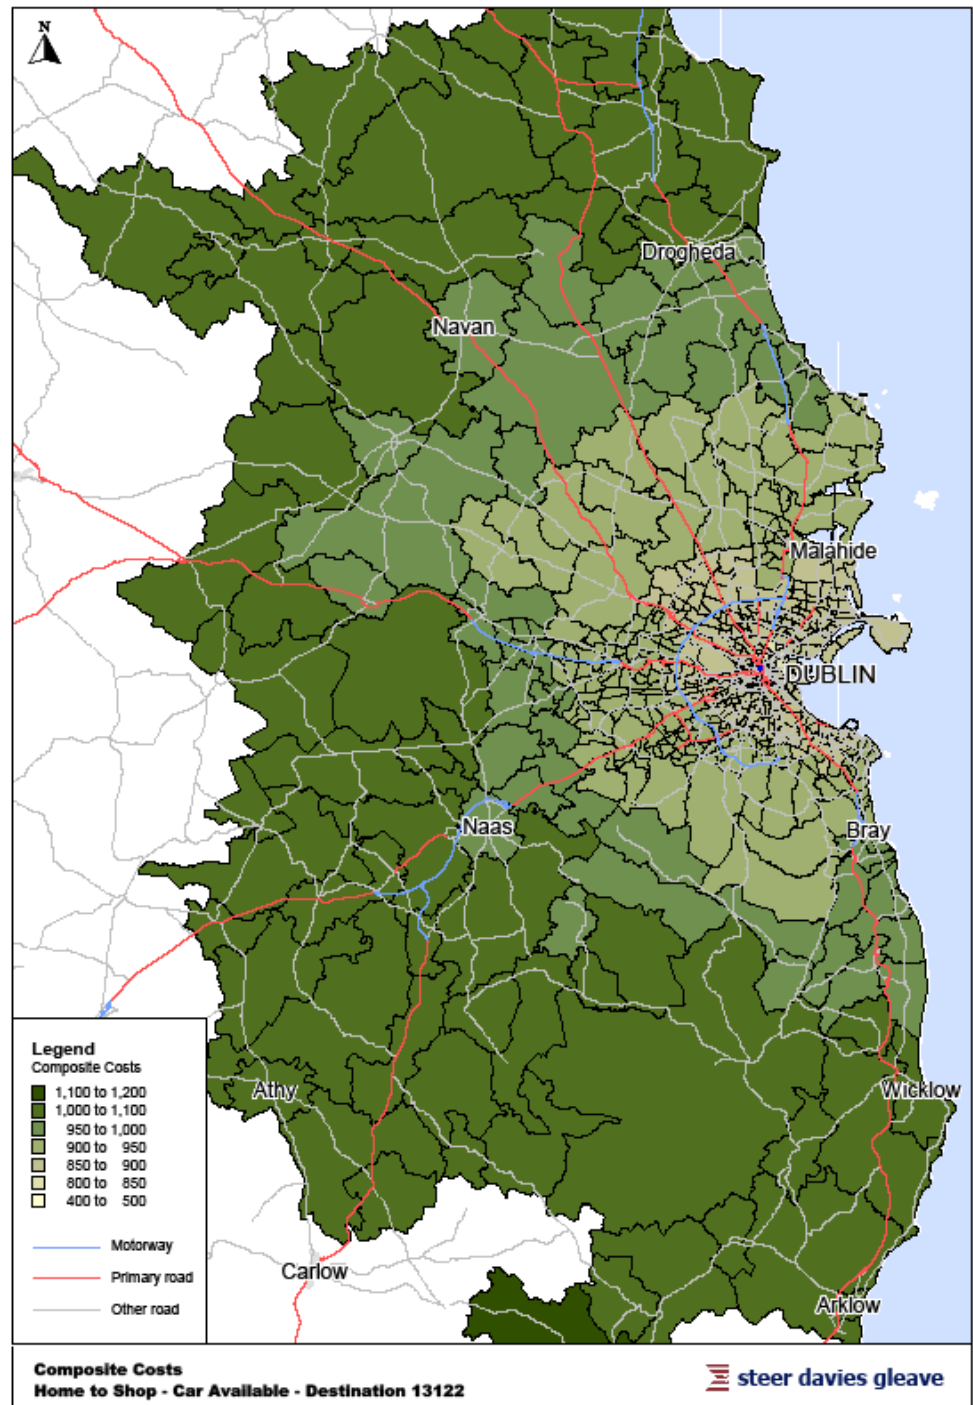 N
Drogheda
Navan
Malahide
DUBLIN
Naas
Bray
Athy
Wicklow
Carlow
Arklow
Legend
Composite Costs
1,100 to 1,200
1,000 to 1,100
950 to 1,000
900 to 950
850 to 900
800 to 850
400 to 500
Motorway
Primary road
Other road
Composite Costs
Home to Shop - Car Available - Destination 13122
steer davies gleave